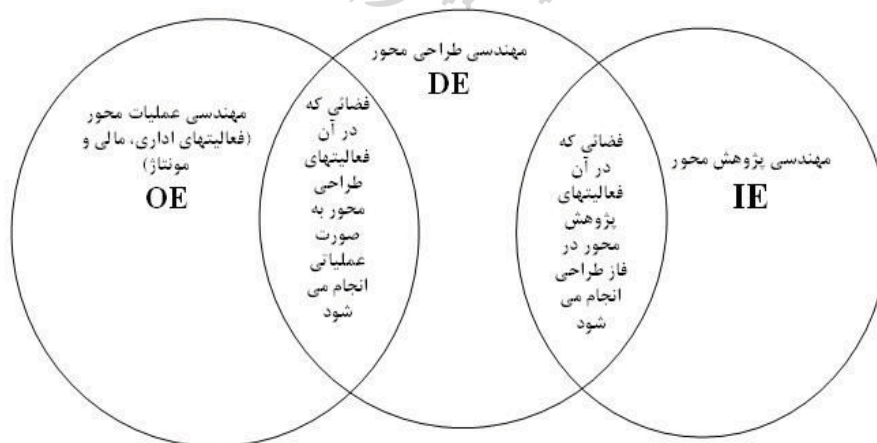 مهندسی طراحی محور
DE
مهندسی پژوهش محور
IE
فضائی که
در آن
فعالیتهای
پژوهش
محور در
فاز طراحی
انجام می
شود
فضائی که
در آن
فعالیتهای
طراحی
محور به
صورت
عملیاتی
انجام می
شود
مهندسی عملیات محور
(فعالیتهای اداری، مالی و
مونتاژ)
OE